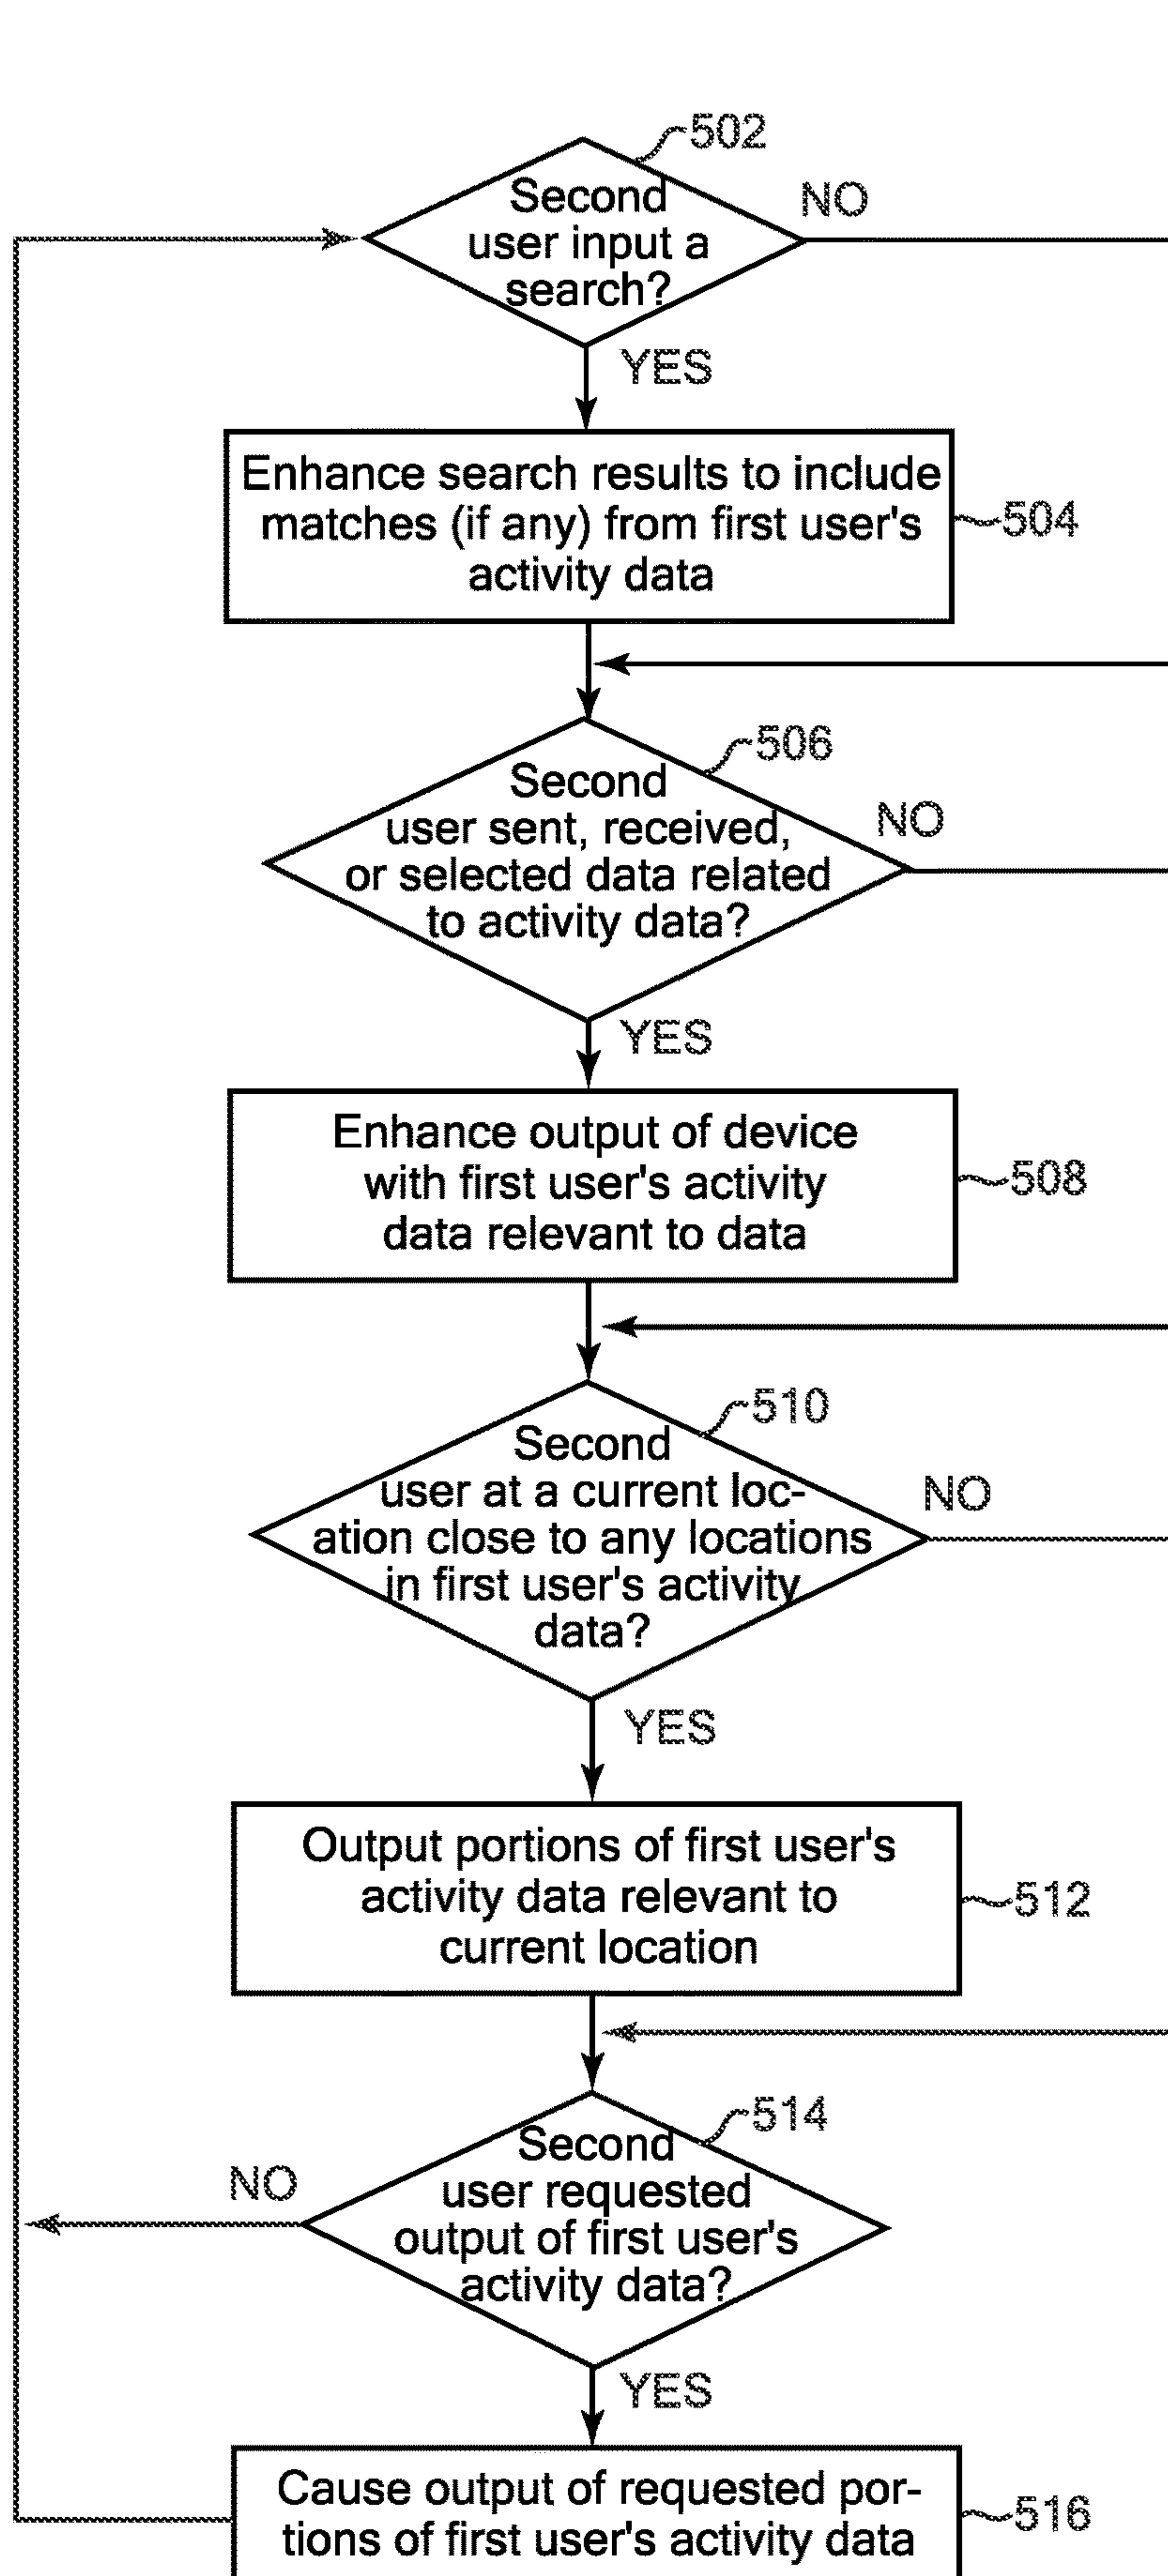 502
Second
user input a
search?
NO
YES
Enhance search results to include
matches (if any) from first user's
activity data
504
506
Second
user sent, received,
or selected data related
to activity data?
NO
YES
Enhance output of device
with first user's activity
data relevant to data
508
510
Second
user at a current loc-
ation close to any locations
in first user's activity
data?
NO
YES
Output portions of first user's
activity data relevant to
current location
512
514
Second
user requested
output of first user's
activity data?
NO
YES
Cause output of requested por-
tions of first user's activity data
516